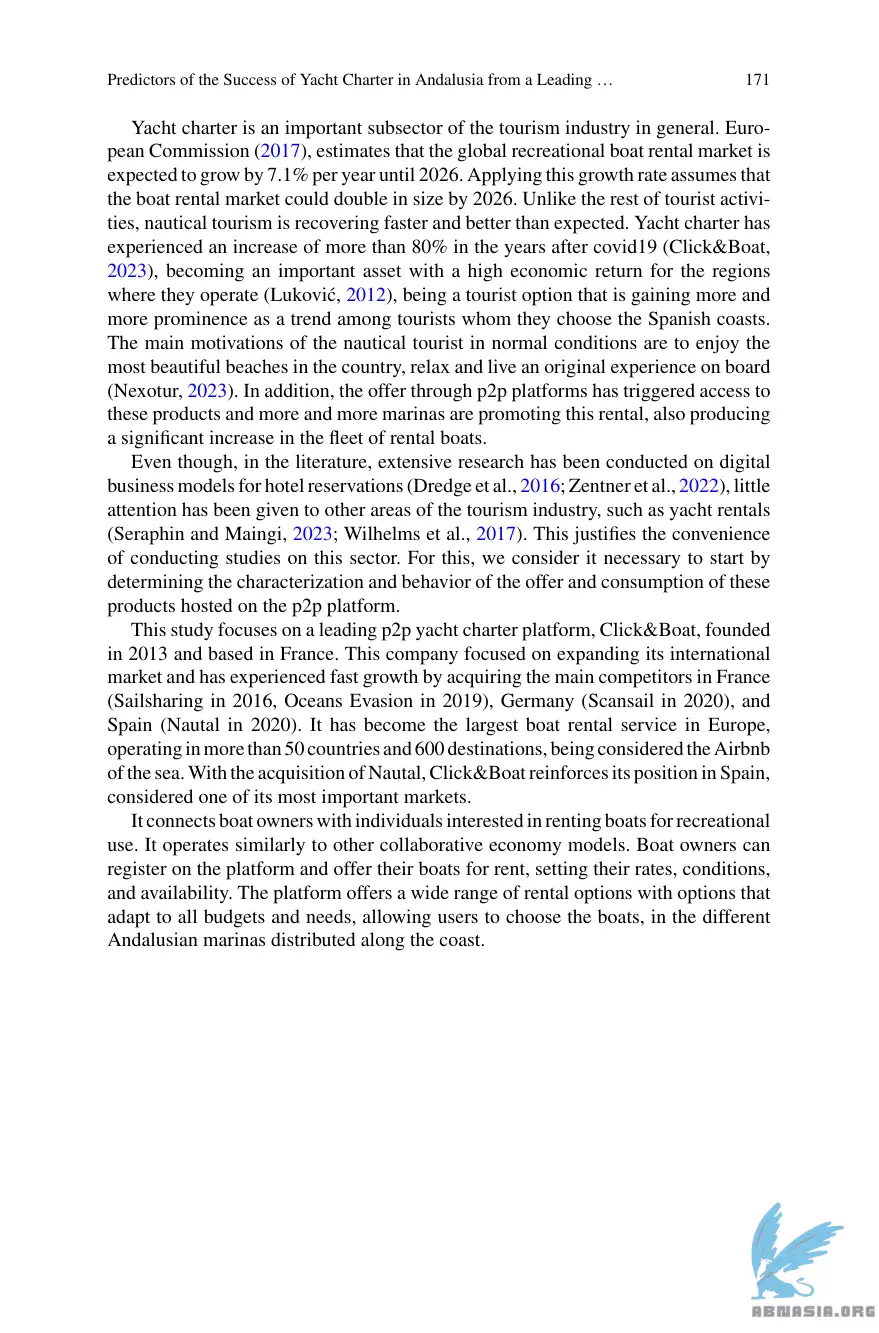 Predictors of the Success of Yacht Charter in Andalusia from a Leading … 171
Yacht charter is an important subsector of the tourism industry in general. Euro-
pean Commission (2017), estimates that the global recreational boat rental market is
expected to grow by 7.1% per year until 2026. Applying this growth rate assumes that
the boat rental market could double in size by 2026. Unlike the rest of tourist activi-
ties, nautical tourism is recovering faster and better than expected. Yacht charter has
experienced an increase of more than 80% in the years after covid19 (Click&Boat,
2023), becoming an important asset with a high economic return for the regions
where they operate (Luković, 2012), being a tourist option that is gaining more and
more prominence as a trend among tourists whom they choose the Spanish coasts.
The main motivations of the nautical tourist in normal conditions are to enjoy the
most beautiful beaches in the country, relax and live an original experience on board
(Nexotur, 2023). In addition, the offer through p2p platforms has triggered access to
these products and more and more marinas are promoting this rental, also producing
a significant increase in the fleet of rental boats.
Even though, in the literature, extensive research has been conducted on digital
business models for hotel reservations (Dredge et al., 2016; Zentner et al., 2022), little
attention has been given to other areas of the tourism industry, such as yacht rentals
(Seraphin and Maingi, 2023; Wilhelms et al., 2017). This justifies the convenience
of conducting studies on this sector. For this, we consider it necessary to start by
determining the characterization and behavior of the offer and consumption of these
products hosted on the p2p platform.
This study focuses on a leading p2p yacht charter platform, Click&Boat, founded
in 2013 and based in France. This company focused on expanding its international
market and has experienced fast growth by acquiring the main competitors in France
(Sailsharing in 2016, Oceans Evasion in 2019), Germany (Scansail in 2020), and
Spain (Nautal in 2020). It has become the largest boat rental service in Europe,
operating in more than 50 countries and 600 destinations, being considered the Airbnb
of the sea. With the acquisition of Nautal, Click&Boat reinforces its position in Spain,
considered one of its most important markets.
It connects boat owners with individuals interested in renting boats for recreational
use. It operates similarly to other collaborative economy models. Boat owners can
register on the platform and offer their boats for rent, setting their rates, conditions,
and availability. The platform offers a wide range of rental options with options that
adapt to all budgets and needs, allowing users to choose the boats, in the different
Andalusian marinas distributed along the coast.
ABNASIA.ORG